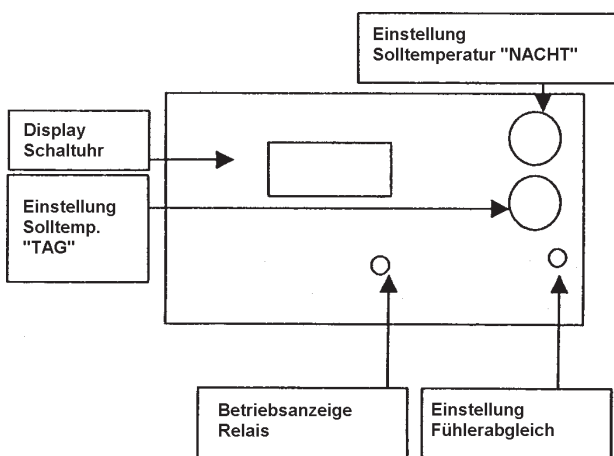 Einstellung
Solltemperatur "NACHT"
Display
Schaltuhr
Einstellung
Solltemp.
"TAG"
Betriebsanzeige
Relais
Einstellung
Fühlerabgleich